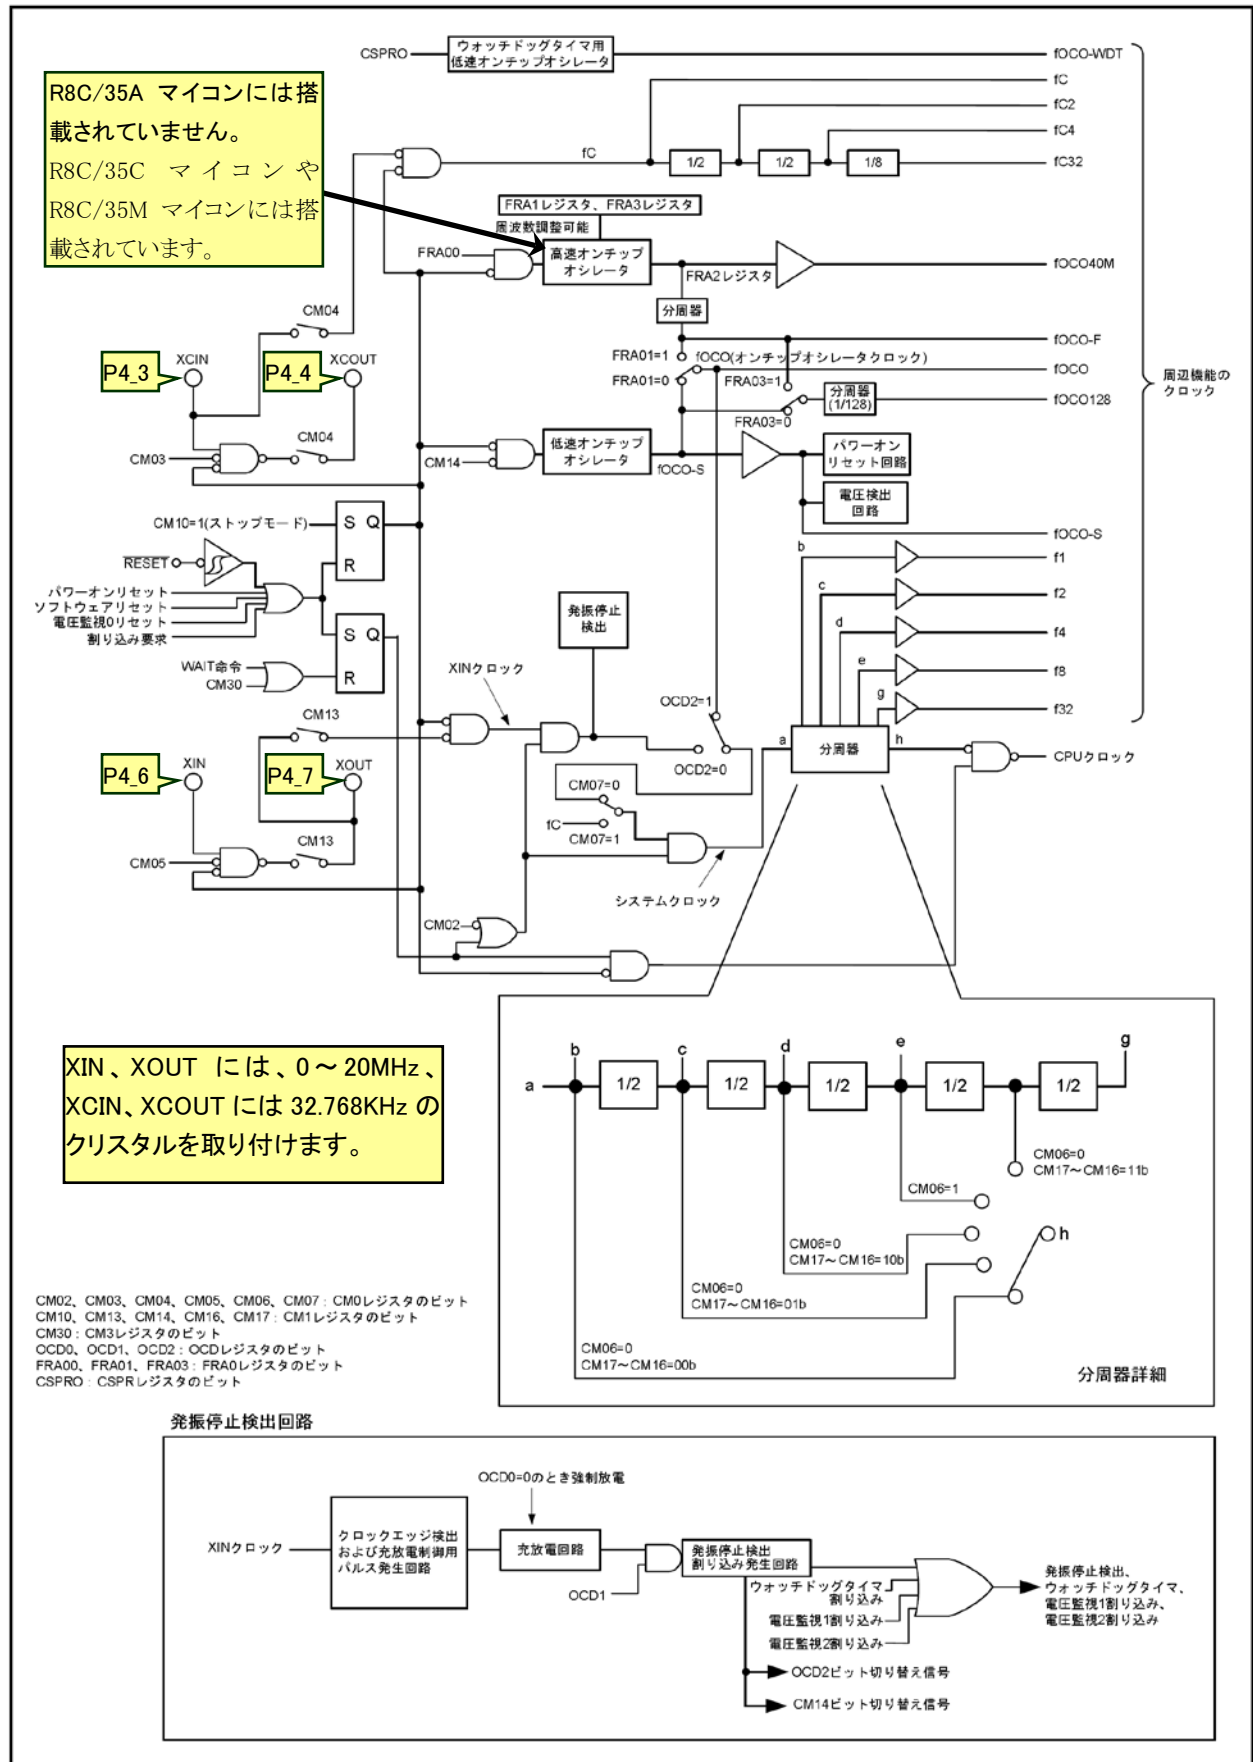 CSPRO
ウォッチドッグタイマ用
低速オンチップオシレータ
fOCO-WDT
fC
fC2
fC4
fC
1/2
1/2
1/8
fC32
R8C/35A マイコンには搭
載されていません。
R8C/35C マイコンや
R8C/35M マイコンには搭
載されています。
FRA1レジスタ、FRA3レジスタ
周波数調整可能
FRA00
高速オンチップ
オシレータ
FRA2レジスタ
fOCO40M
分周器
CM04
fOCO-F
FRA01=1
fOCO(オンチップオシレータクロック)
fOCO
FRA01=0
FRA03=1
分周器
(1/128)
fOCO128
FRA03=0
周辺機能の
クロック
P4_3
XCIN
P4_4
XCOUT
CM04
CM03
CM14
低速オンチップ
オシレータ
fOCO-S
パワーオン
リセット回路
電圧検出
回路
fOCO-S
CM10=1(ストップモード)
S Q
R
RESET
パワーオンリセット
ソフトウェアリセット
電圧監視0リセット
割り込み要求
S Q
R
WAIT命令
CM30
b
f1
c
f2
d
f4
e
f8
g
f32
発振停止
検出
XINクロック
CM13
OCD2=1
OCD2=0
a
分周器
h
CPUクロック
P4_6
XIN
P4_7
XOUT
CM07=0
fC
CM07=1
CM13
CM05
システムクロック
CM02
XIN、XOUT には、0～20MHz、
XCIN、XCOUT には 32.768KHz の
クリスタルを取り付けます。
a
b
1/2
c
1/2
d
1/2
e
1/2
1/2
g
CM06=0
CM17～CM16=11b
CM06=1
CM06=0
CM17～CM16=10b
h
CM06=0
CM17～CM16=01b
CM06=0
CM17～CM16=00b
分周器詳細
CM02、CM03、CM04、CM05、CM06、CM07：CM0レジスタのビット
CM10、CM13、CM14、CM16、CM17：CM1レジスタのビット
CM30：CM3レジスタのビット
OCD0、OCD1、OCD2：OCDレジスタのビット
FRA00、FRA01、FRA03：FRA0レジスタのビット
CSPRO：CSPRレジスタのビット
発振停止検出回路
OCD0=0のとき強制放電
XINクロック
クロックエッジ検出
および充放電制御用
パルス発生回路
充放電回路
OCD1
発振停止検出
割り込み発生回路
ウォッチドッグタイマ
割り込み
電圧監視1割り込み
電圧監視2割り込み
発振停止検出、
ウォッチドッグタイマ、
電圧監視1割り込み、
電圧監視2割り込み
OCD2ビット切り替え信号
CM14ビット切り替え信号